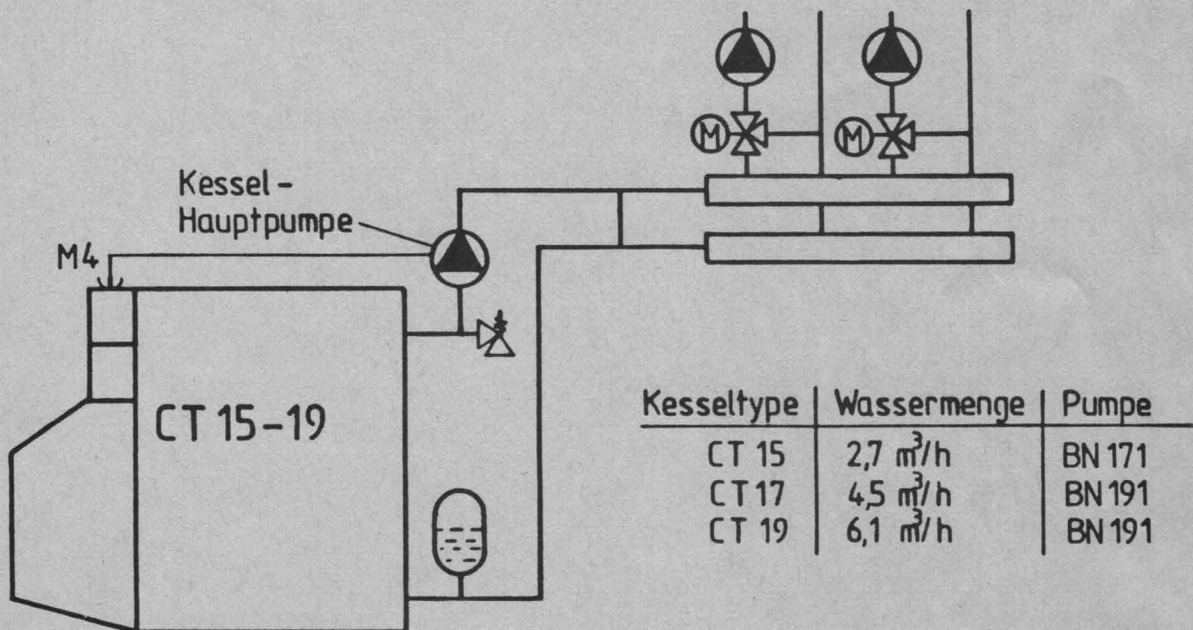 Kessel-
Hauptpumpe
M4
M
M
CT 15-19
Kesseltype Wassermenge Pumpe
CT 15 2,7 m³/h BN 171
CT 17 4,5 m³/h BN 191
CT 19 6,1 m³/h BN 191